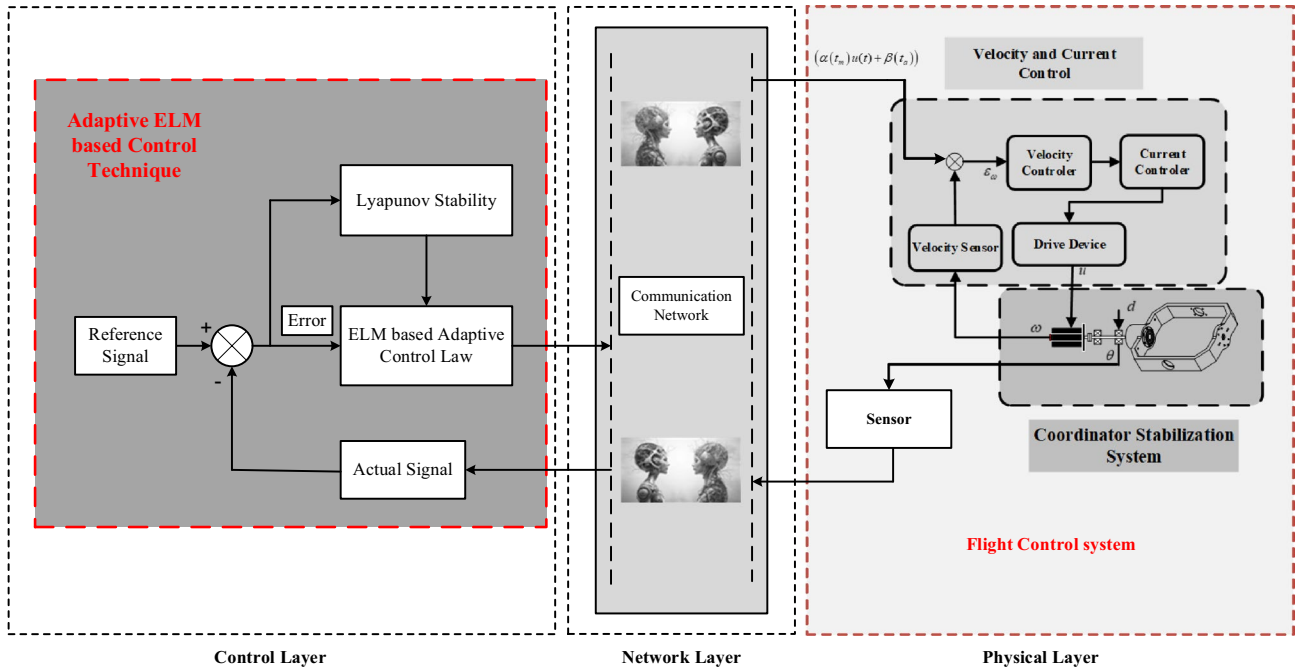 Adaptive ELM
based Control
Technique
Lyapunov Stability
Reference
Signal
+
-
Error
ELM based Adaptive
Control Law
Actual Signal
Control Layer
Communication
Network
Network Layer
(α(tₘ)u(t) + β(tₐ))
Velocity and Current
Control
εω
Velocity
Controler
Current
Controler
Velocity Sensor
Drive Device
u
ω
d
θ
Sensor
Coordinator Stabilization
System
Flight Control system
Physical Layer